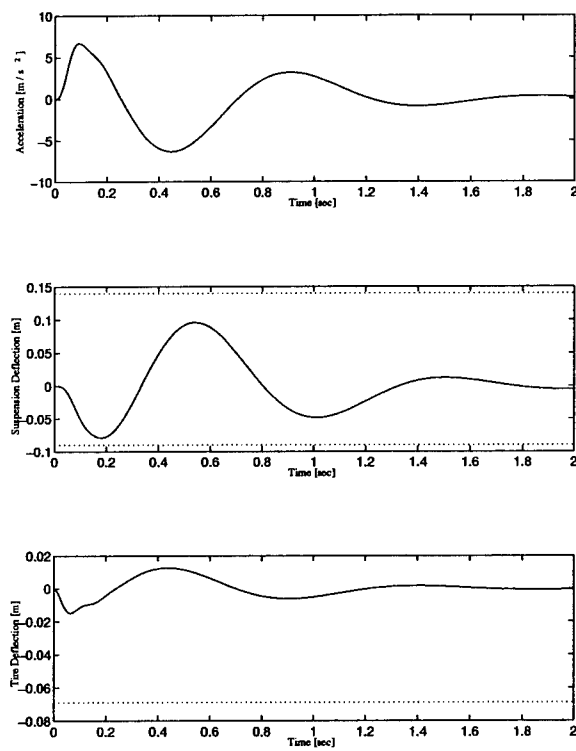 Acceleration [m / s ²]
10
5
0
−5
−10
0 0.2 0.4 0.6 0.8 1 1.2 1.4 1.6 1.8 2
Time [sec]
Suspension Deflection [m]
0.15
0.1
0.05
0
−0.05
−0.1
0 0.2 0.4 0.6 0.8 1 1.2 1.4 1.6 1.8 2
Time [sec]
Tire Deflection [m]
0.02
0
−0.02
−0.04
−0.06
−0.08
0 0.2 0.4 0.6 0.8 1 1.2 1.4 1.6 1.8 2
Time [sec]